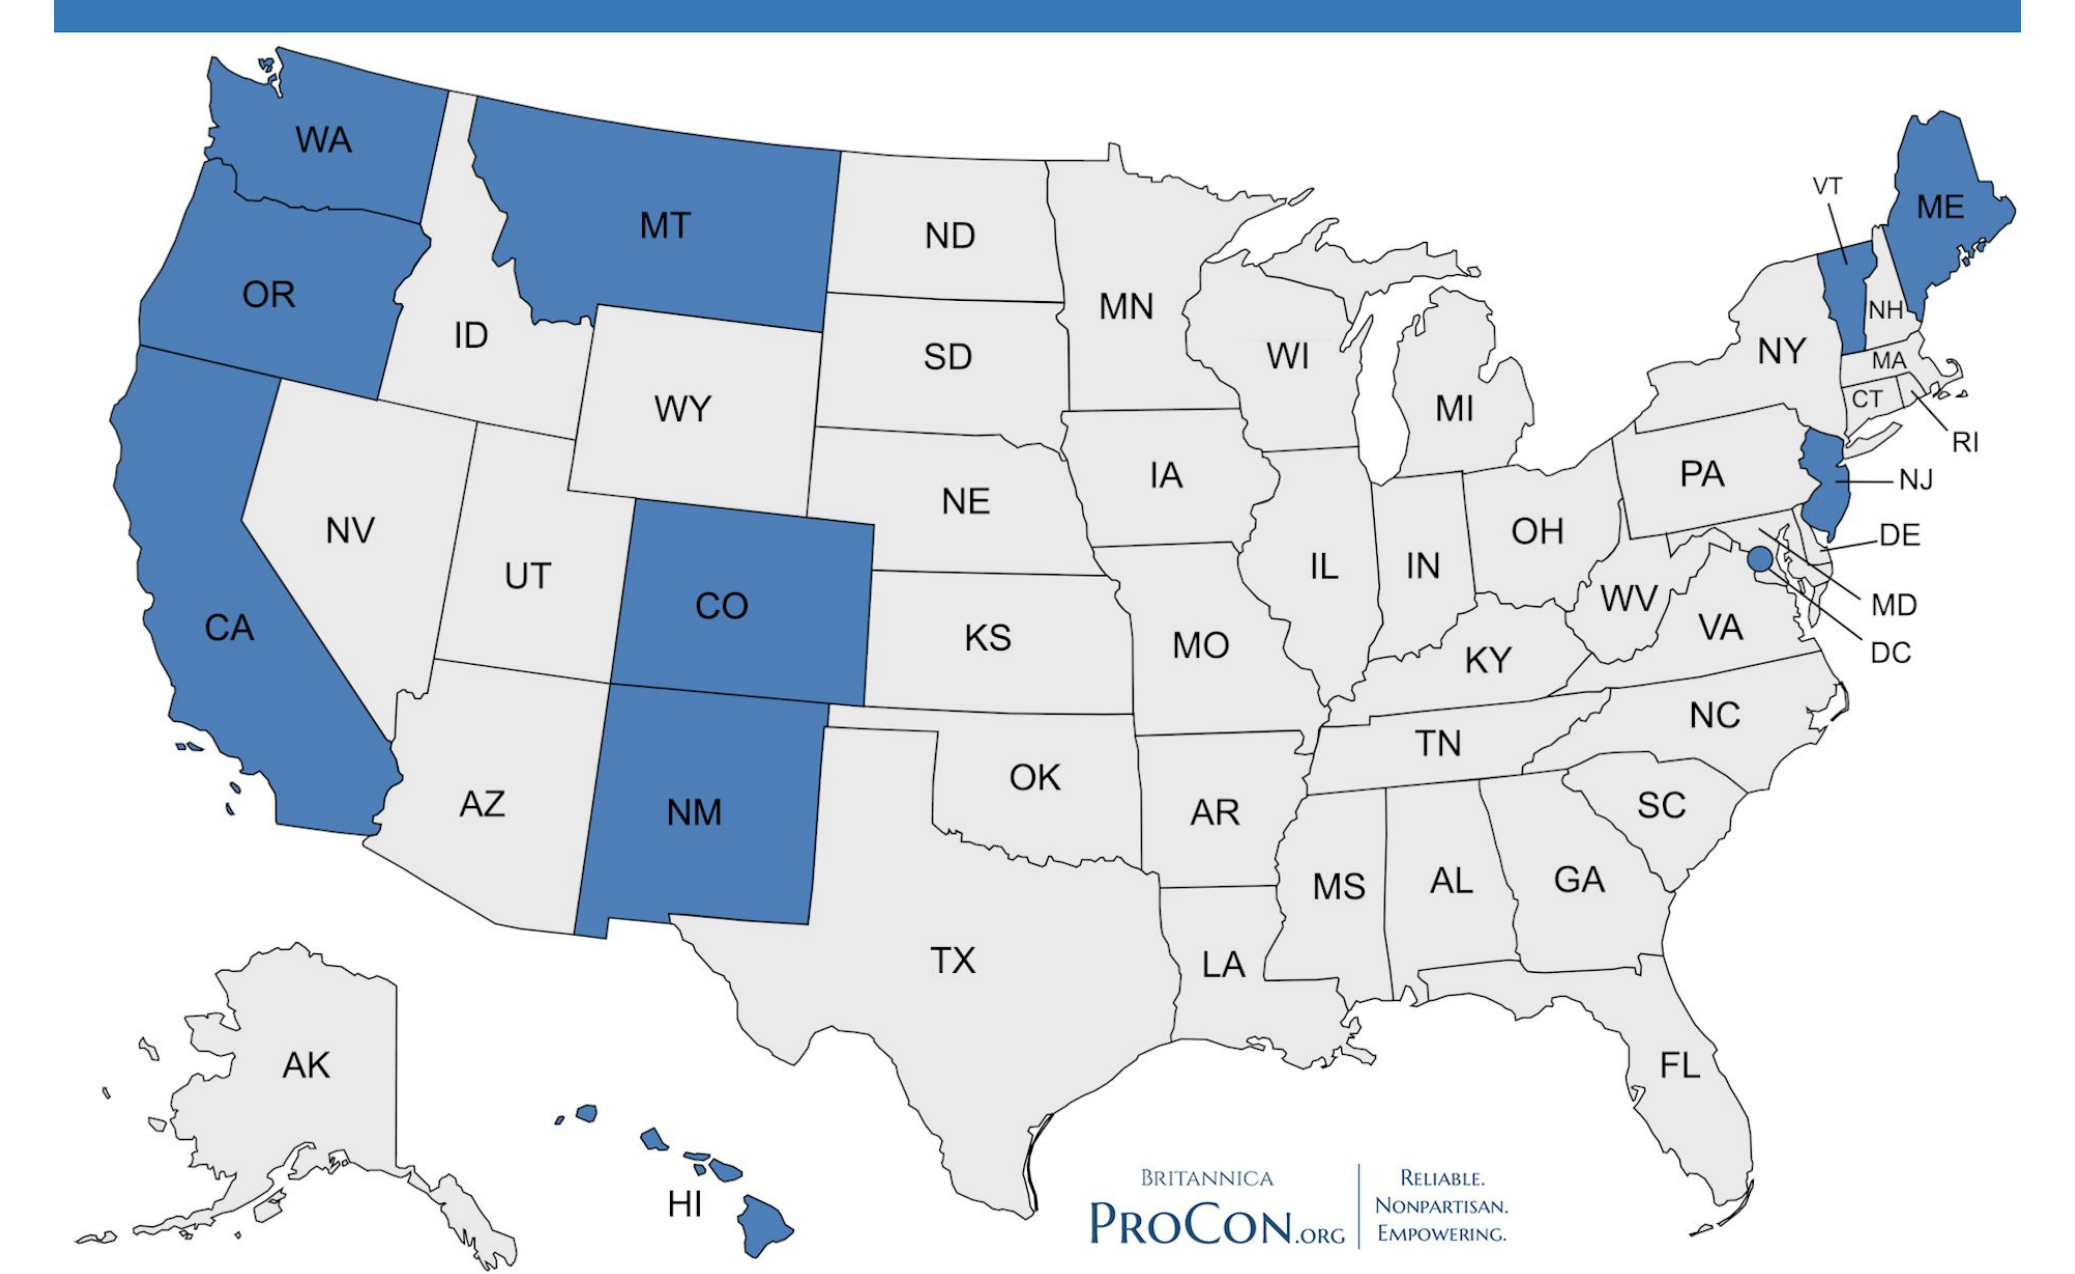 WA
MT
ND
MN
VT
ME
OR
ID
SD
WI
MI
NY
NH
MA
CT
RI
WY
IA
PA
NJ
NE
NV
UT
CO
IL
IN
OH
DE
MD
DC
WV
VA
CA
KS
MO
KY
NC
TN
AZ
NM
OK
AR
SC
MS
AL
GA
TX
LA
AK
FL
HI
BRITANNICA
PROCON.ORG
RELIABLE.
NONPARTISAN.
EMPOWERING.